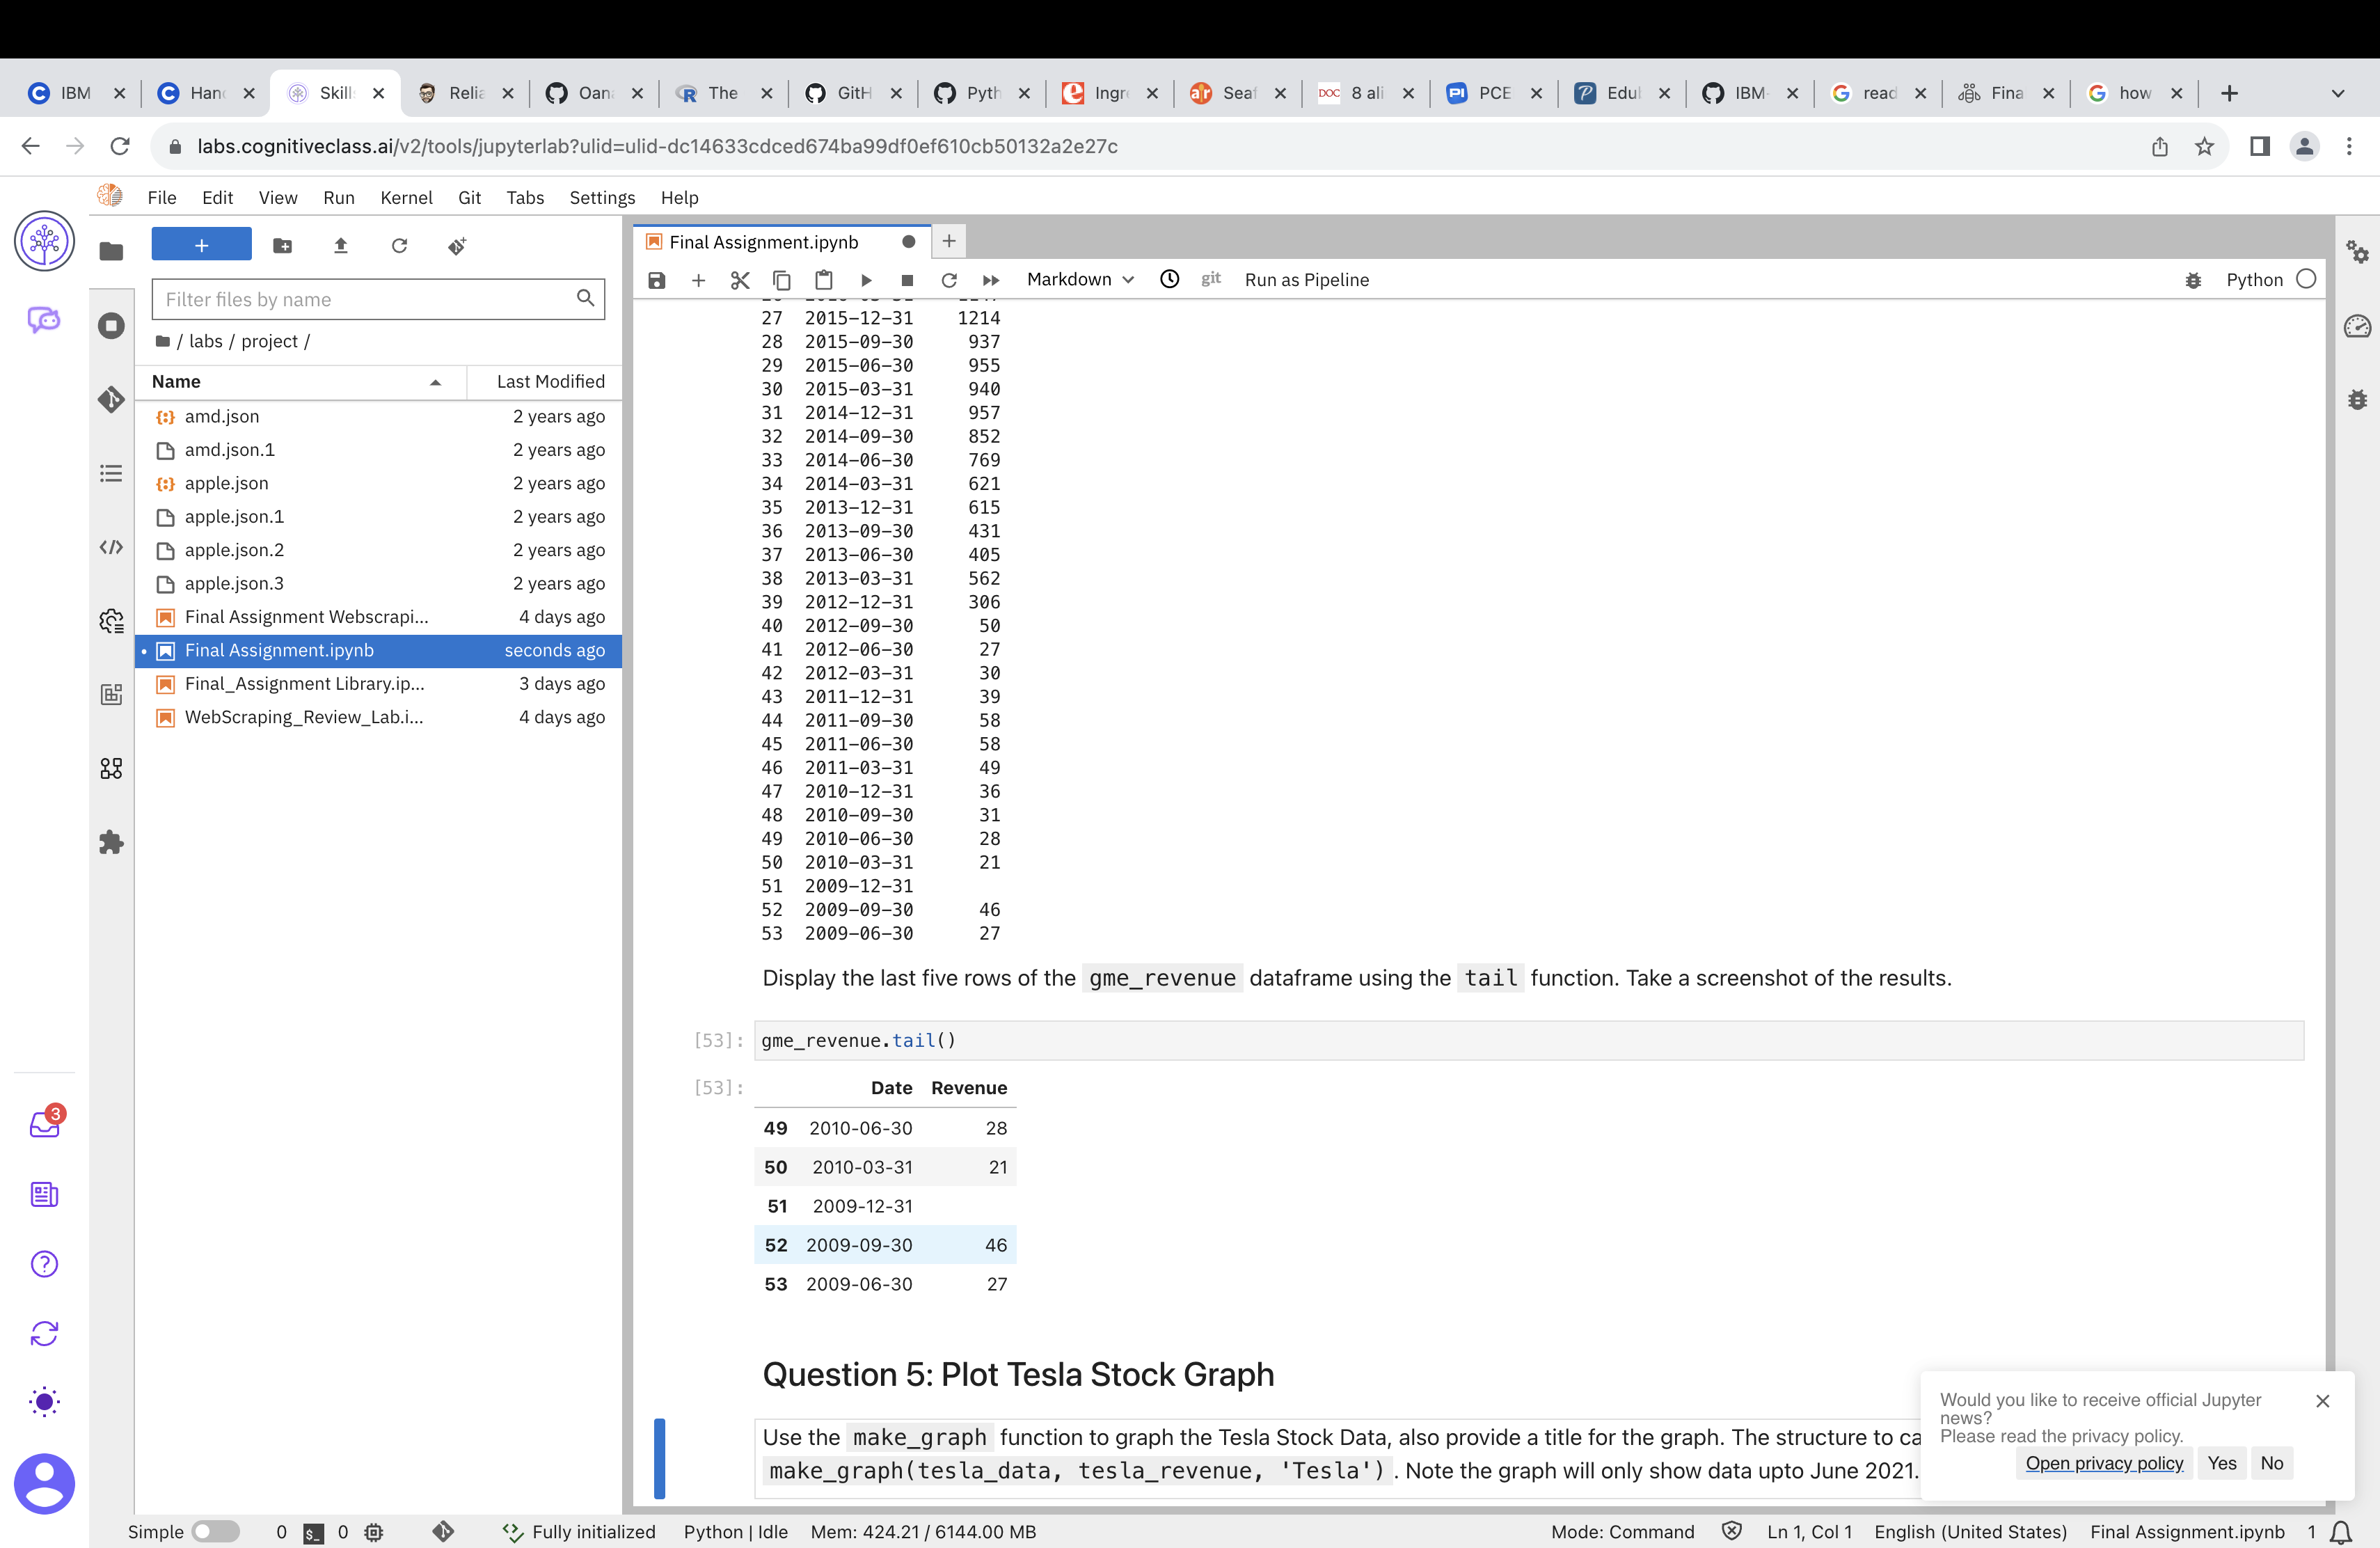 IBM
Hand
Skills
Relia
Oana
The
GitH
Pyth
Ingre
Seaf
DOC 8 ali
PI PCE
Edul
IBM-
read
Fina
how
labs.cognitiveclass.ai/v2/tools/jupyterlab?ulid=ulid-dc14633cdced674ba99df0ef610cb50132a2e27c
File Edit View Run Kernel Git Tabs Settings Help
Final Assignment.ipynb
Markdown git Run as Pipeline Python
Filter files by name
/ labs / project /
Name Last Modified
amd.json 2 years ago
amd.json.1 2 years ago
apple.json 2 years ago
apple.json.1 2 years ago
apple.json.2 2 years ago
apple.json.3 2 years ago
Final Assignment Webscrapi... 4 days ago
Final Assignment.ipynb seconds ago
Final_Assignment Library.ip... 3 days ago
WebScraping_Review_Lab.i... 4 days ago
27 2015-12-31 1214
28 2015-09-30 937
29 2015-06-30 955
30 2015-03-31 940
31 2014-12-31 957
32 2014-09-30 852
33 2014-06-30 769
34 2014-03-31 621
35 2013-12-31 615
36 2013-09-30 431
37 2013-06-30 405
38 2013-03-31 562
39 2012-12-31 306
40 2012-09-30 50
41 2012-06-30 27
42 2012-03-31 30
43 2011-12-31 39
44 2011-09-30 58
45 2011-06-30 58
46 2011-03-31 49
47 2010-12-31 36
48 2010-09-30 31
49 2010-06-30 28
50 2010-03-31 21
51 2009-12-31
52 2009-09-30 46
53 2009-06-30 27
Display the last five rows of the gme_revenue dataframe using the tail function. Take a screenshot of the results.
[53]: gme_revenue.tail()
[53]: Date Revenue
49 2010-06-30 28
50 2010-03-31 21
51 2009-12-31
52 2009-09-30 46
53 2009-06-30 27
Question 5: Plot Tesla Stock Graph
Use the make_graph function to graph the Tesla Stock Data, also provide a title for the graph. The structure to ca
make_graph(tesla_data, tesla_revenue, 'Tesla') . Note the graph will only show data upto June 2021.
Would you like to receive official Jupyter
news?
Please read the privacy policy.
Open privacy policy Yes No
3
Simple 0 $_ 0 Fully initialized Python | Idle Mem: 424.21 / 6144.00 MB Mode: Command Ln 1, Col 1 English (United States) Final Assignment.ipynb 1